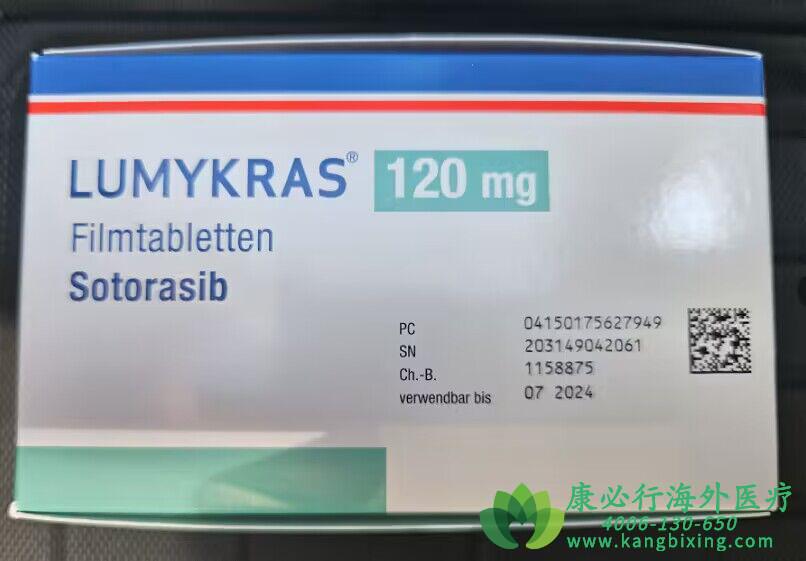 LUMYKRAS® 120 mg
Filmtabletten
Sotorasib
PC 04150175627949
SN 203149042061
Ch.-B. 1158875
verwendbar bis 07 2024
康必行海外医疗
4006-130-650
www.kangbixing.com